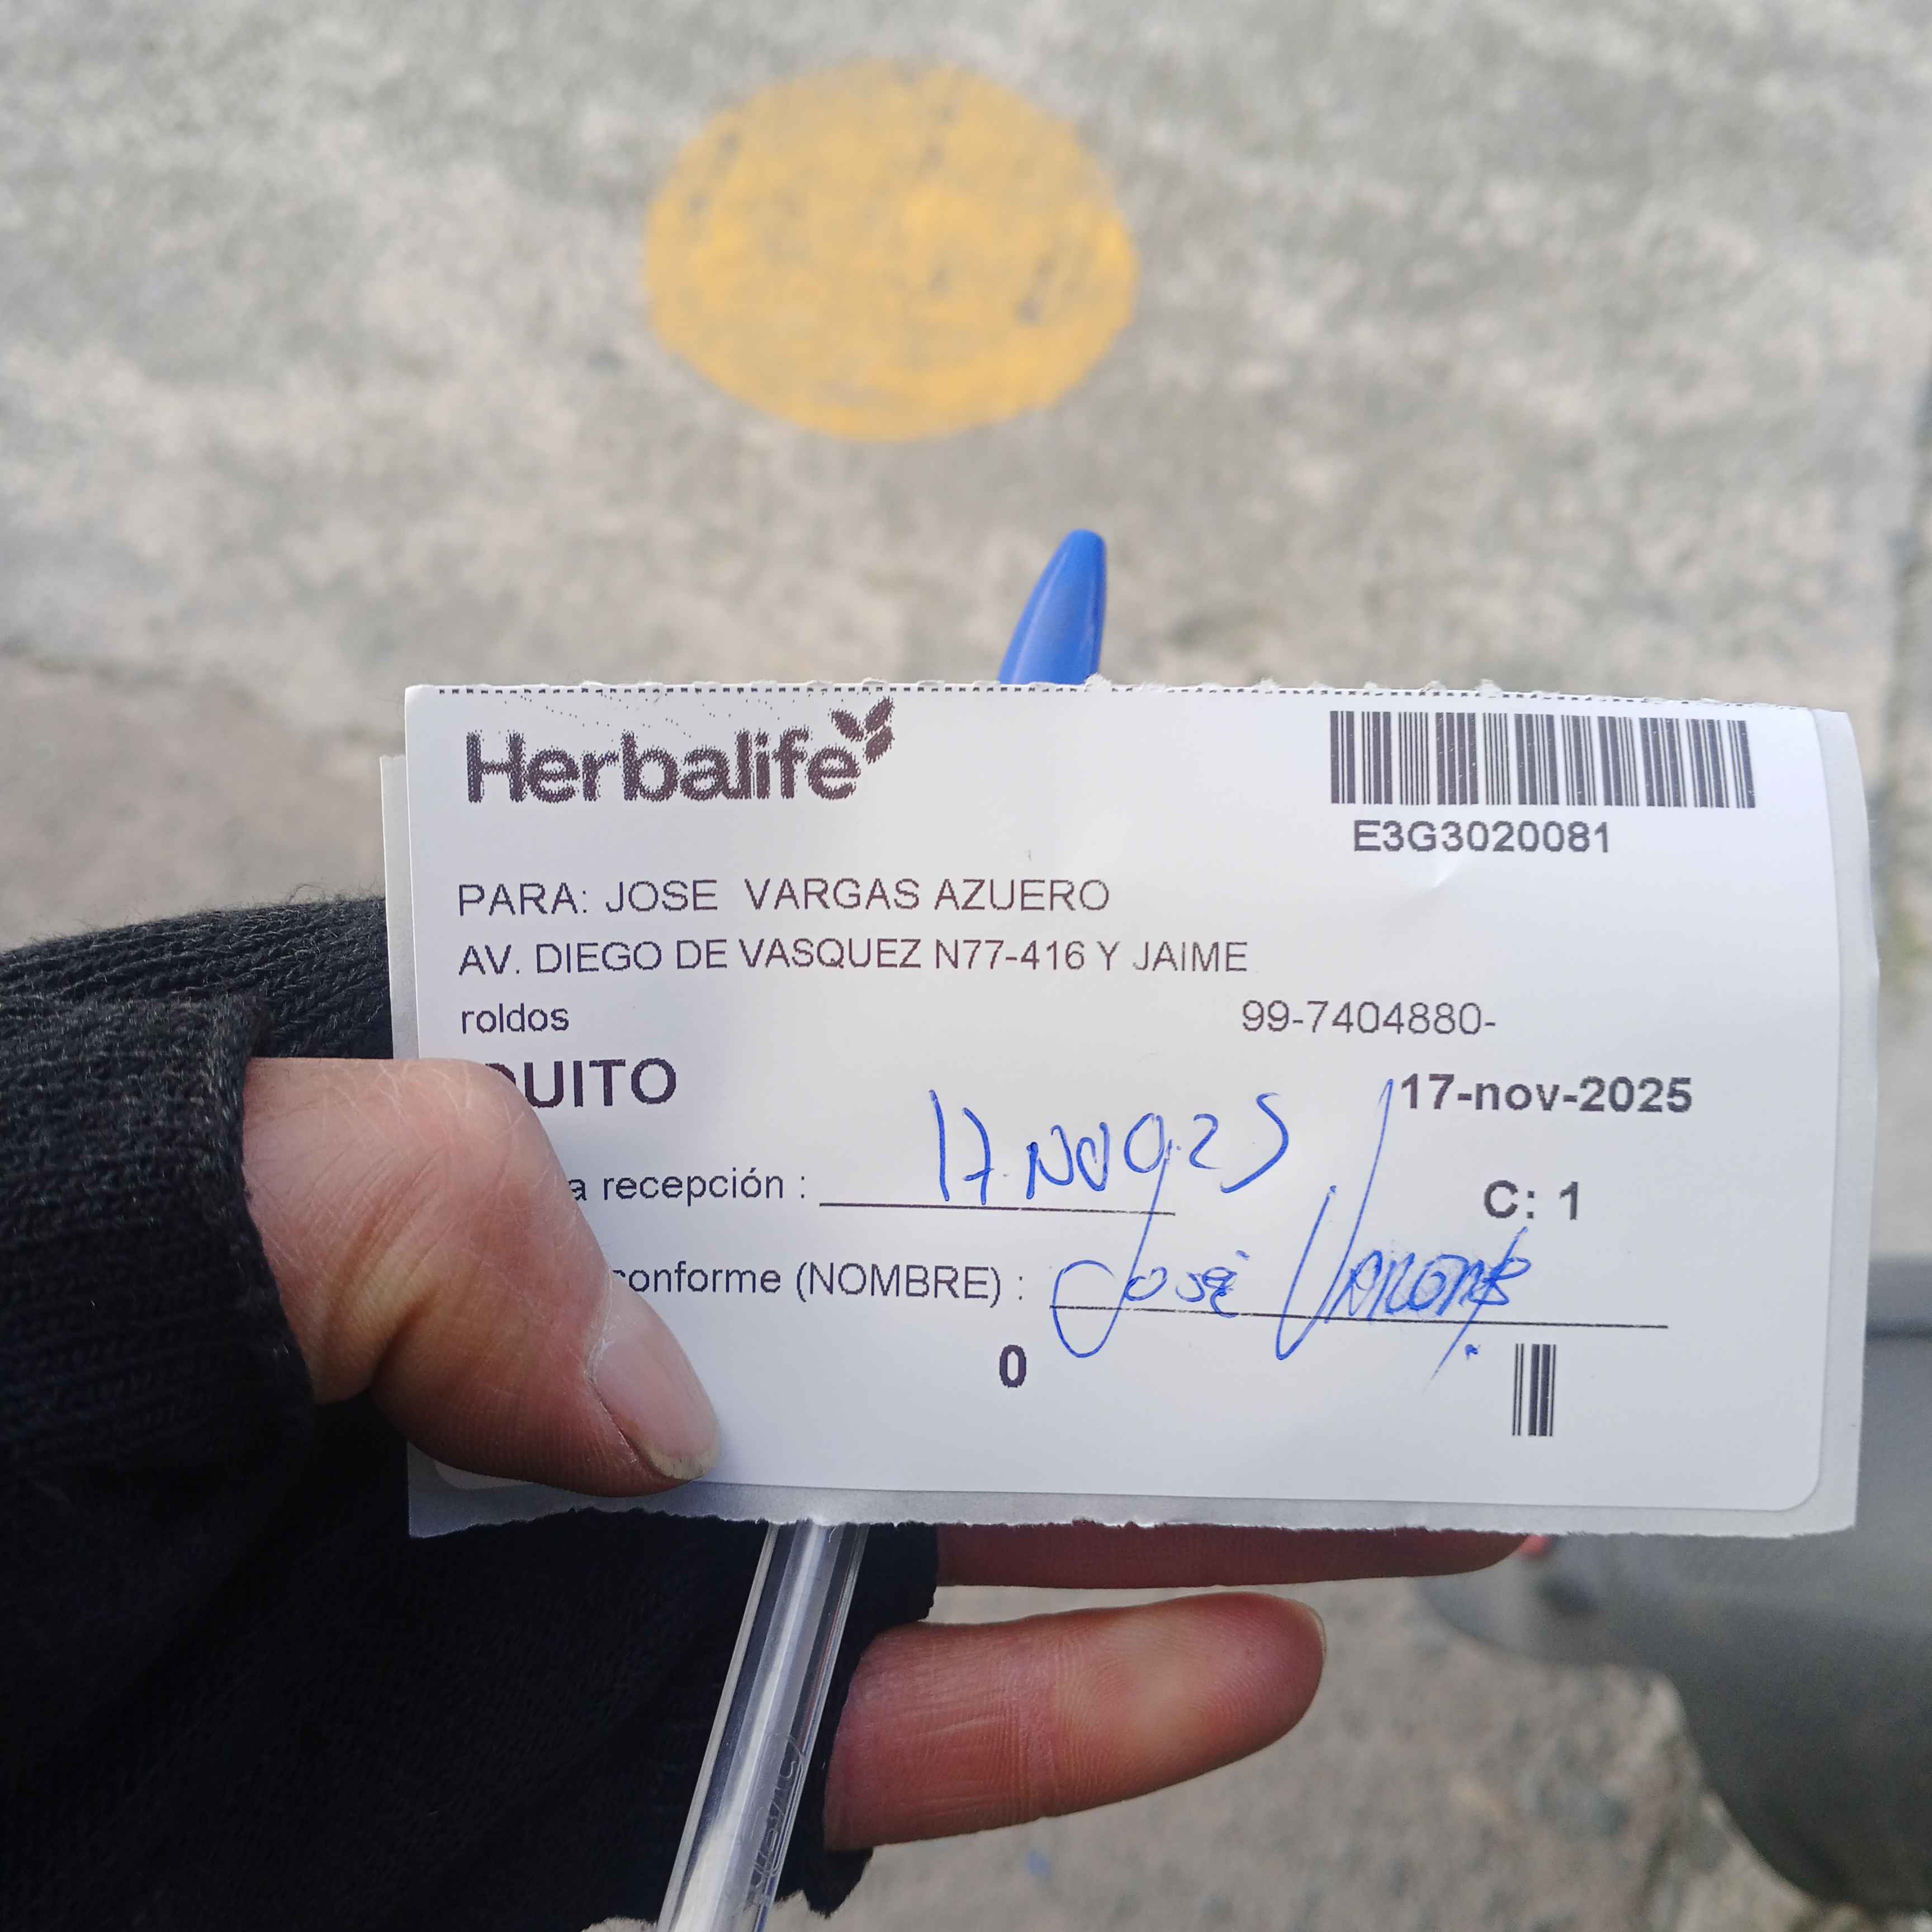 Herbalife
E3G3020081
PARA: JOSE VARGAS AZUERO
AV. DIEGO DE VASQUEZ N77-416 Y JAIME
roldos 99-7404880-
QUITO 17-nov-2025
a recepción : 17 NOV 25
C: 1
conforme (NOMBRE) : José
0